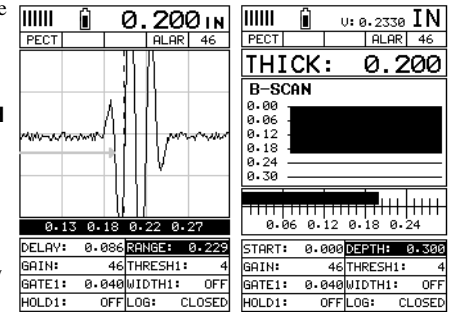 e
0.200 IN
PECT ALAR 46
0.13 0.18 0.22 0.27
DELAY: 0.086 RANGE: 0.229
GAIN: 46 THRESH1: 4
GATE1: 0.040 WIDTH1: OFF
HOLD1: OFF LOG: CLOSED
V:0.2330 IN
PECT ALAR 46
THICK: 0.200
B-SCAN
0.00
0.06
0.12
0.18
0.24
0.30
0.06 0.12 0.18 0.24
START: 0.000 DEPTH: 0.300
GAIN: 46 THRESH1: 4
GATE1: 0.040 WIDTH1: OFF
HOLD1: OFF LOG: CLOSED